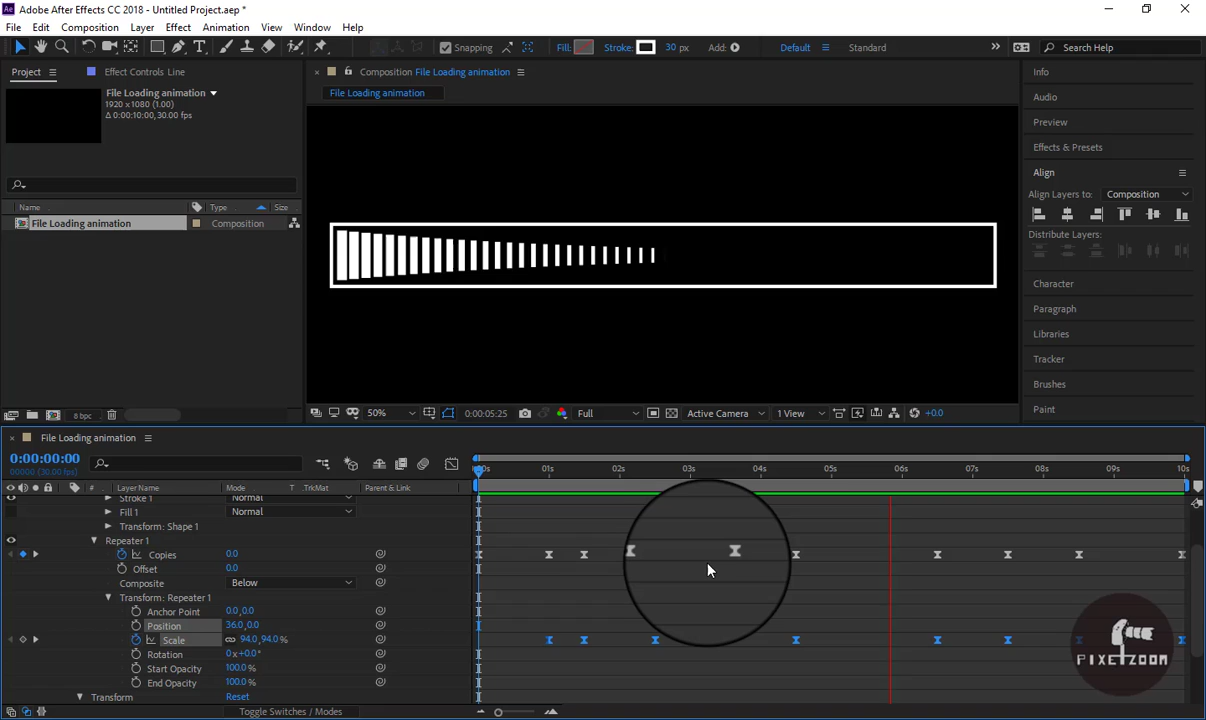 Adobe After Effects CC 2018 - Untitled Project.aep *
File Edit Composition Layer Effect Animation View Window Help
Snapping Fill: Stroke: 30 px Add: Default Standard Search Help
Project Effect Controls Line
Composition File Loading animation
File Loading animation
File Loading animation
1920 x 1080 (1.00)
Δ 0:00:10:00, 30.00 fps
Name Type Size
File Loading animation Composition
8 bpc
50% 0:00:05:25 Full Active Camera 1 View +0.0
Info
Audio
Preview
Effects & Presets
Align
Align Layers to: Composition
Distribute Layers:
Character
Paragraph
Libraries
Tracker
Brushes
Paint
File Loading animation
0:00:00:00
00000 (30.00 fps)
# Layer Name Mode T .TrkMat Parent & Link
:00s 01s 02s 03s 04s 05s 06s 07s 08s 09s 10s
Stroke 1 Normal
Fill 1 Normal
Transform: Shape 1
Repeater 1
Copies 0.0
Offset 0.0
Composite Below
Transform: Repeater 1
Anchor Point 0.0,0.0
Position 36.0,0.0
Scale 94.0,94.0%
Rotation 0x+0.0°
Start Opacity 100.0%
End Opacity 100.0%
Transform Reset
Toggle Switches / Modes
PIXELZOOM